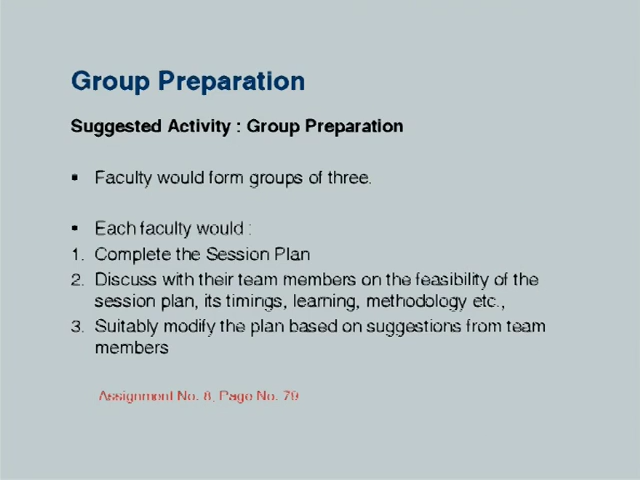 Group Preparation
Suggested Activity : Group Preparation
▪ Faculty would form groups of three.
▪ Each faculty would :
1. Complete the Session Plan
2. Discuss with their team members on the feasibility of the
session plan, its timings, learning, methodology etc.,
3. Suitably modify the plan based on suggestions from team
members
Assignment No. 8, Page No. 79